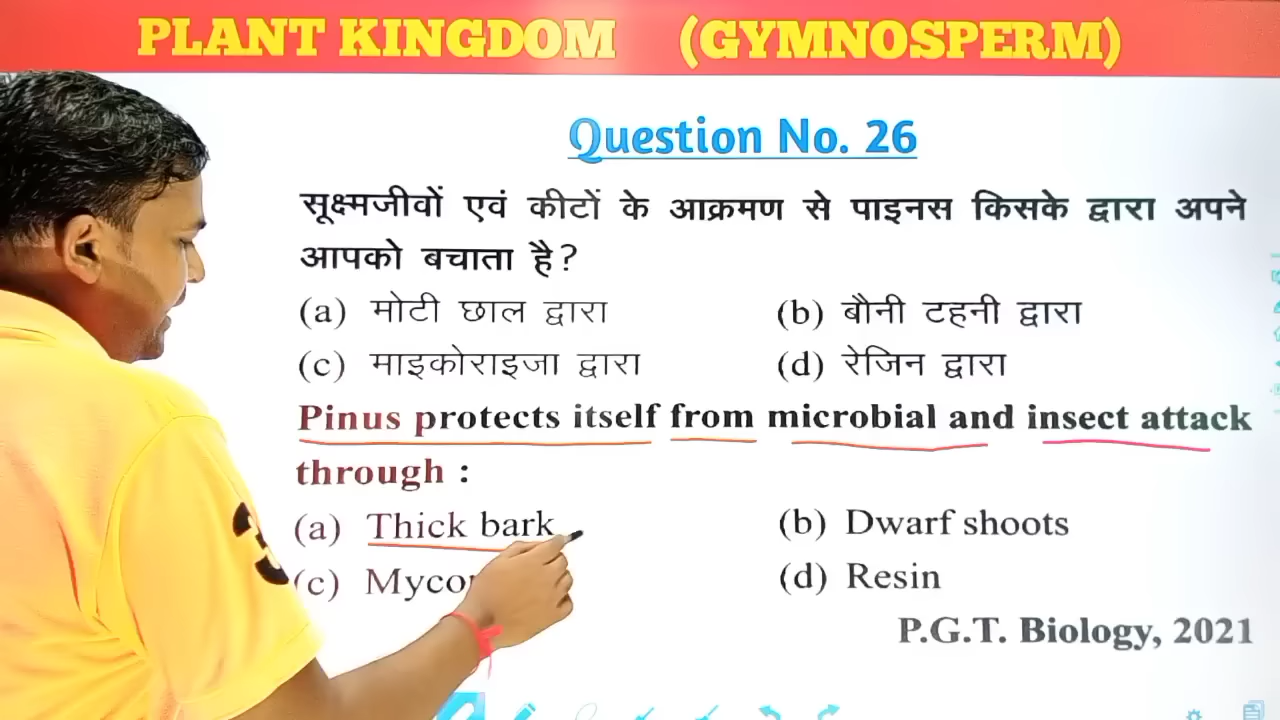 PLANT KINGDOM (GYMNOSPERM)
Question No. 26
सूक्ष्मजीवों एवं कीटों के आक्रमण से पाइनस किसके द्वारा अपने
आपको बचाता है?
(a) मोटी छाल द्वारा (b) बौनी टहनी द्वारा
(c) माइकोराइजा द्वारा (d) रेजिन द्वारा
Pinus protects itself from microbial and insect attack
through :
(a) Thick bark (b) Dwarf shoots
(c) (d) Resin
P.G.T. Biology, 2021
3